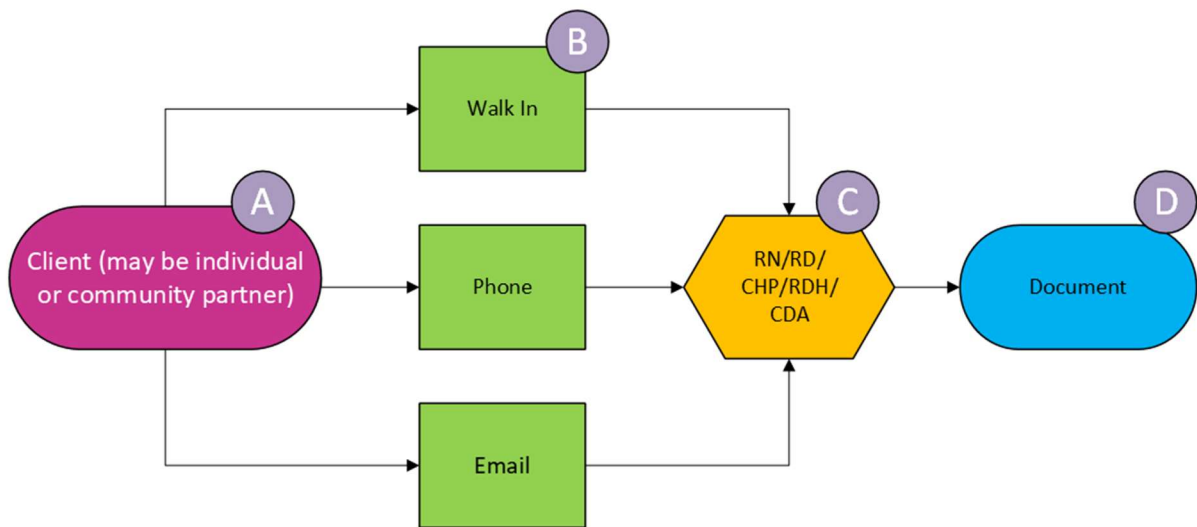 B
Walk In
A
Client (may be individual
or community partner)
Phone
C
RN/RD/
CHP/RDH/
CDA
D
Document
Email